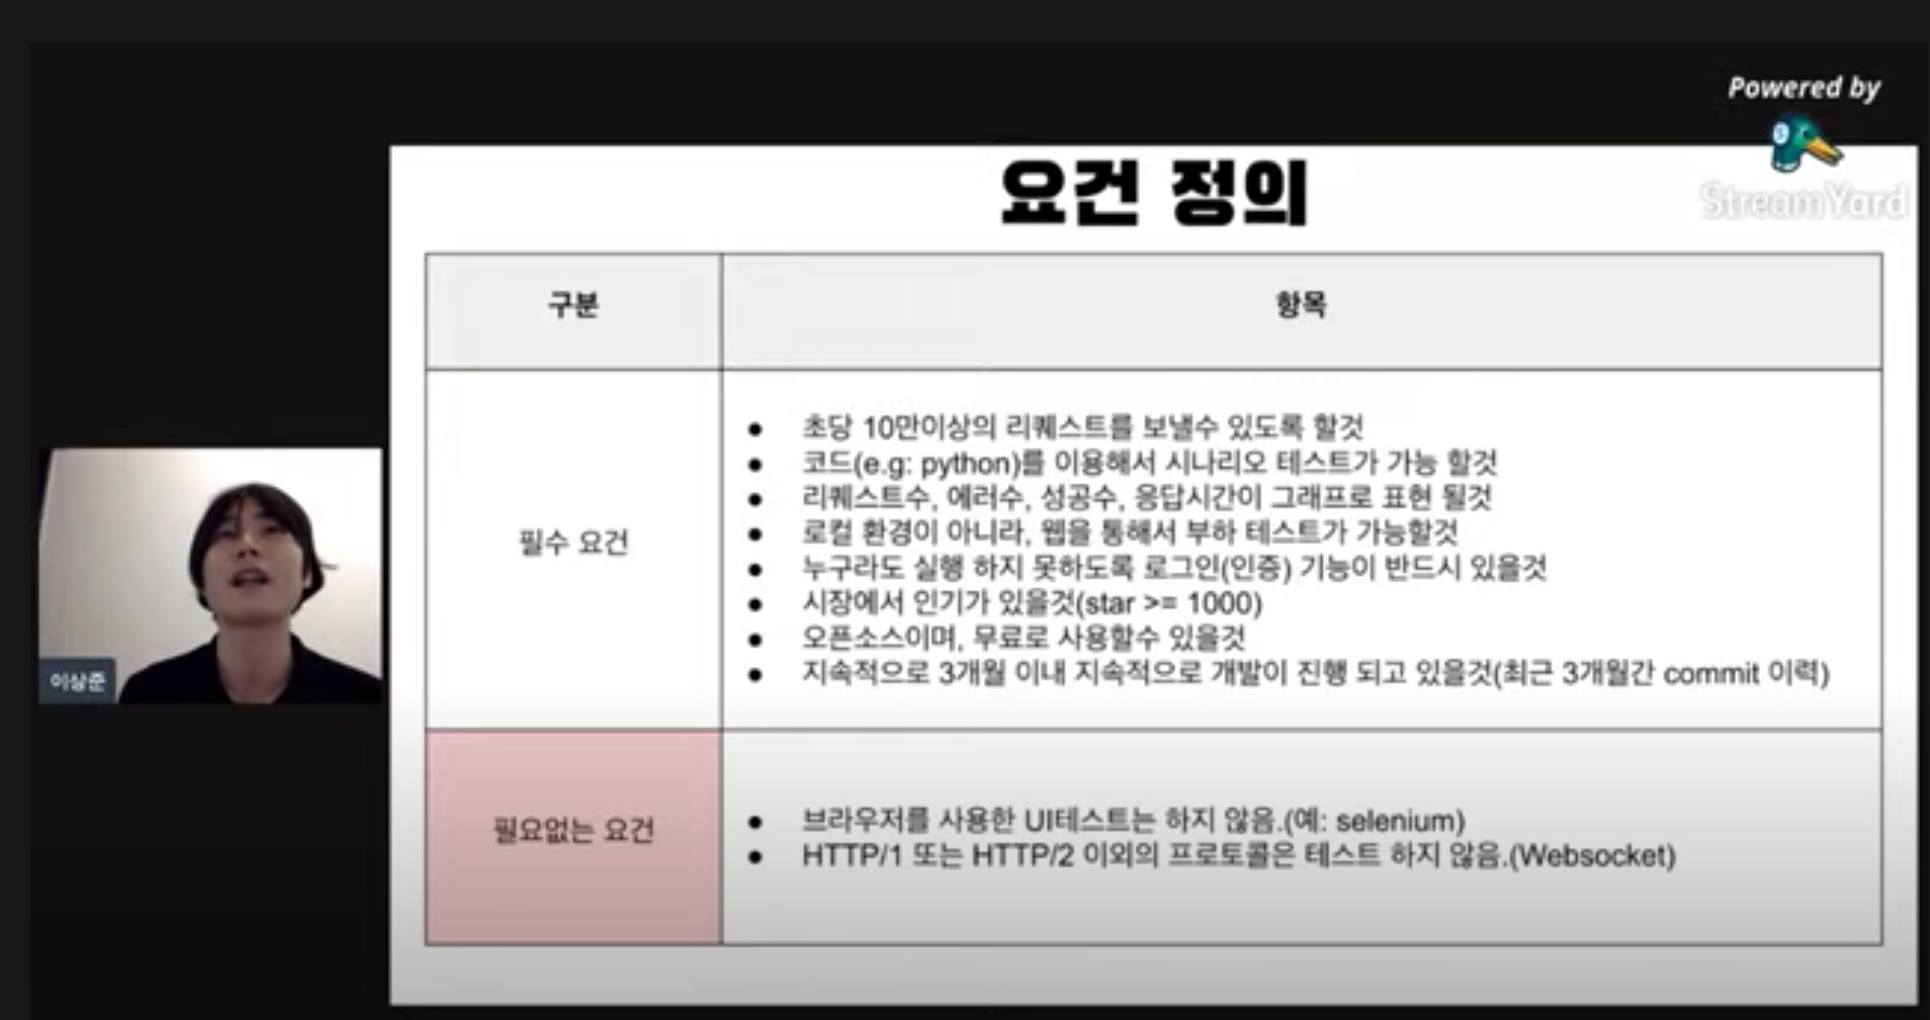 Powered by
StreamYard
요건 정의
구분
항목
필수 요건
● 초당 10만이상의 리퀘스트를 보낼수 있도록 할것
● 코드(e.g: python)를 이용해서 시나리오 테스트가 가능 할것
● 리퀘스트수, 에러수, 성공수, 응답시간이 그래프로 표현 될것
● 로컬 환경이 아니라, 웹을 통해서 부하 테스트가 가능할것
● 누구라도 실행 하지 못하도록 로그인(인증) 기능이 반드시 있을것
● 시장에서 인기가 있을것(star >= 1000)
● 오픈소스이며, 무료로 사용할수 있을것
● 지속적으로 3개월 이내 지속적으로 개발이 진행 되고 있을것(최근 3개월간 commit 이력)
이상준
필요없는 요건
● 브라우저를 사용한 UI테스트는 하지 않음.(예: selenium)
● HTTP/1 또는 HTTP/2 이외의 프로토콜은 테스트 하지 않음.(Websocket)